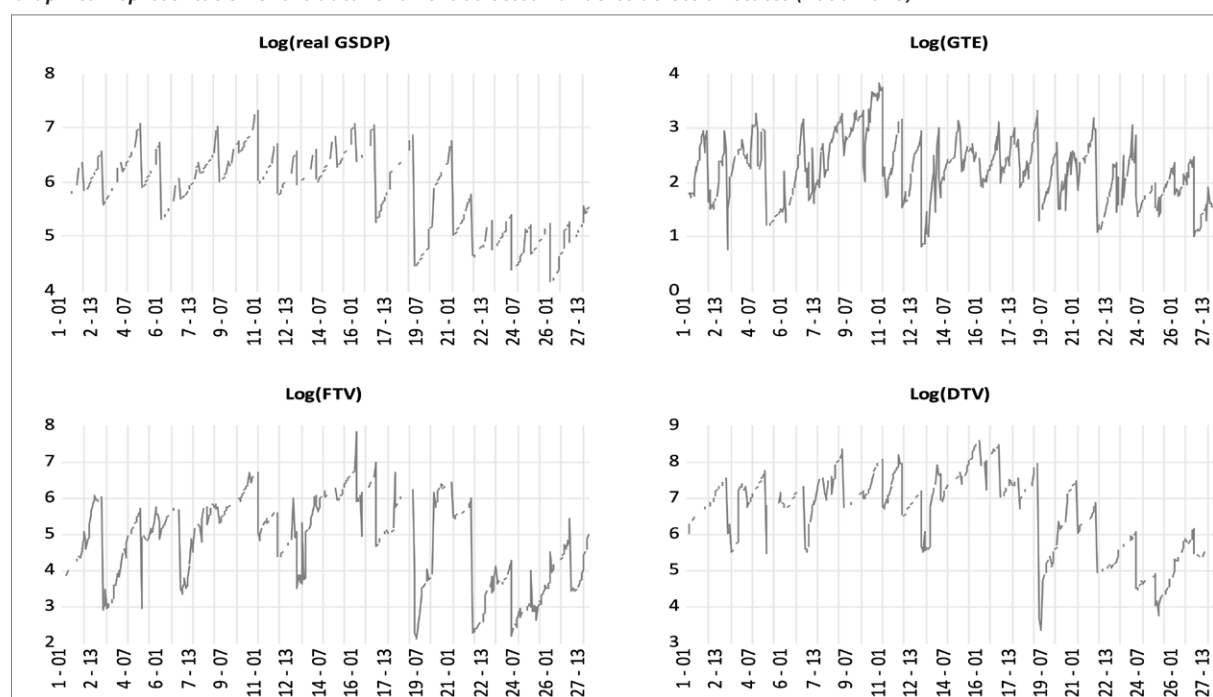 Log(real GSDP)
8
7
6
5
4
1 - 01
2 - 13
4 - 07
6 - 01
7 - 13
9 - 07
11 - 01
12 - 13
14 - 07
16 - 01
17 - 13
19 - 07
21 - 01
22 - 13
24 - 07
26 - 01
27 - 13
Log(GTE)
4
3
2
1
0
1 - 01
2 - 13
4 - 07
6 - 01
7 - 13
9 - 07
11 - 01
12 - 13
14 - 07
16 - 01
17 - 13
19 - 07
21 - 01
22 - 13
24 - 07
26 - 01
27 - 13
Log(FTV)
8
7
6
5
4
3
2
1 - 01
2 - 13
4 - 07
6 - 01
7 - 13
9 - 07
11 - 01
12 - 13
14 - 07
16 - 01
17 - 13
19 - 07
21 - 01
22 - 13
24 - 07
26 - 01
27 - 13
Log(DTV)
9
8
7
6
5
4
3
1 - 01
2 - 13
4 - 07
6 - 01
7 - 13
9 - 07
11 - 01
12 - 13
14 - 07
16 - 01
17 - 13
19 - 07
21 - 01
22 - 13
24 - 07
26 - 01
27 - 13